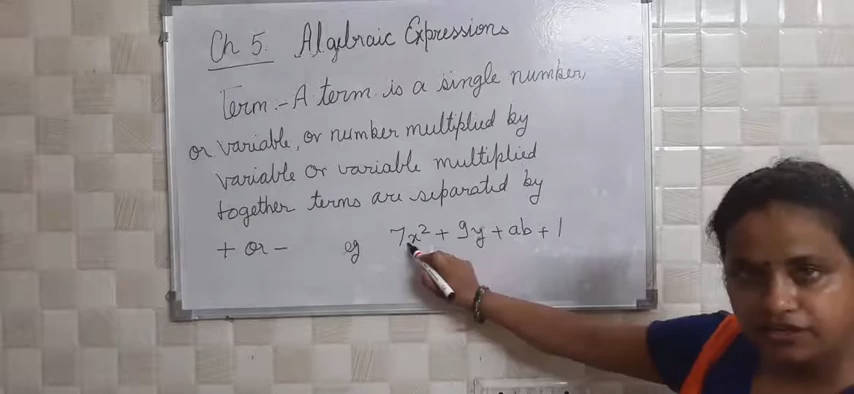 Ch 5. Algebraic Expressions
Term :- A term is a single number,
or variable, or number multiplied by
variable or variable multiplied
together terms are separated by
+ or - eg 7x² + 9y + ab + 1